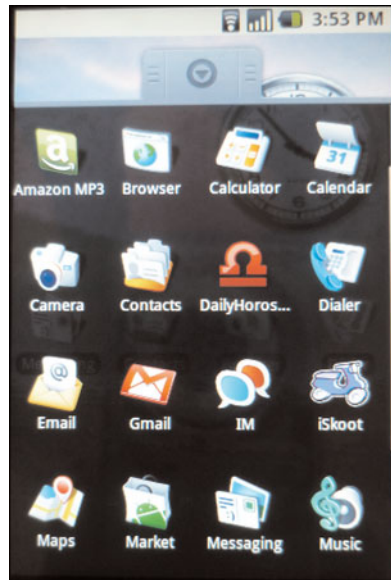 3:53 PM
a
31
Amazon MP3 Browser Calculator Calendar
Camera Contacts DailyHoros... Dialer
@
Email Gmail IM iSkoot
Maps Market Messaging Music